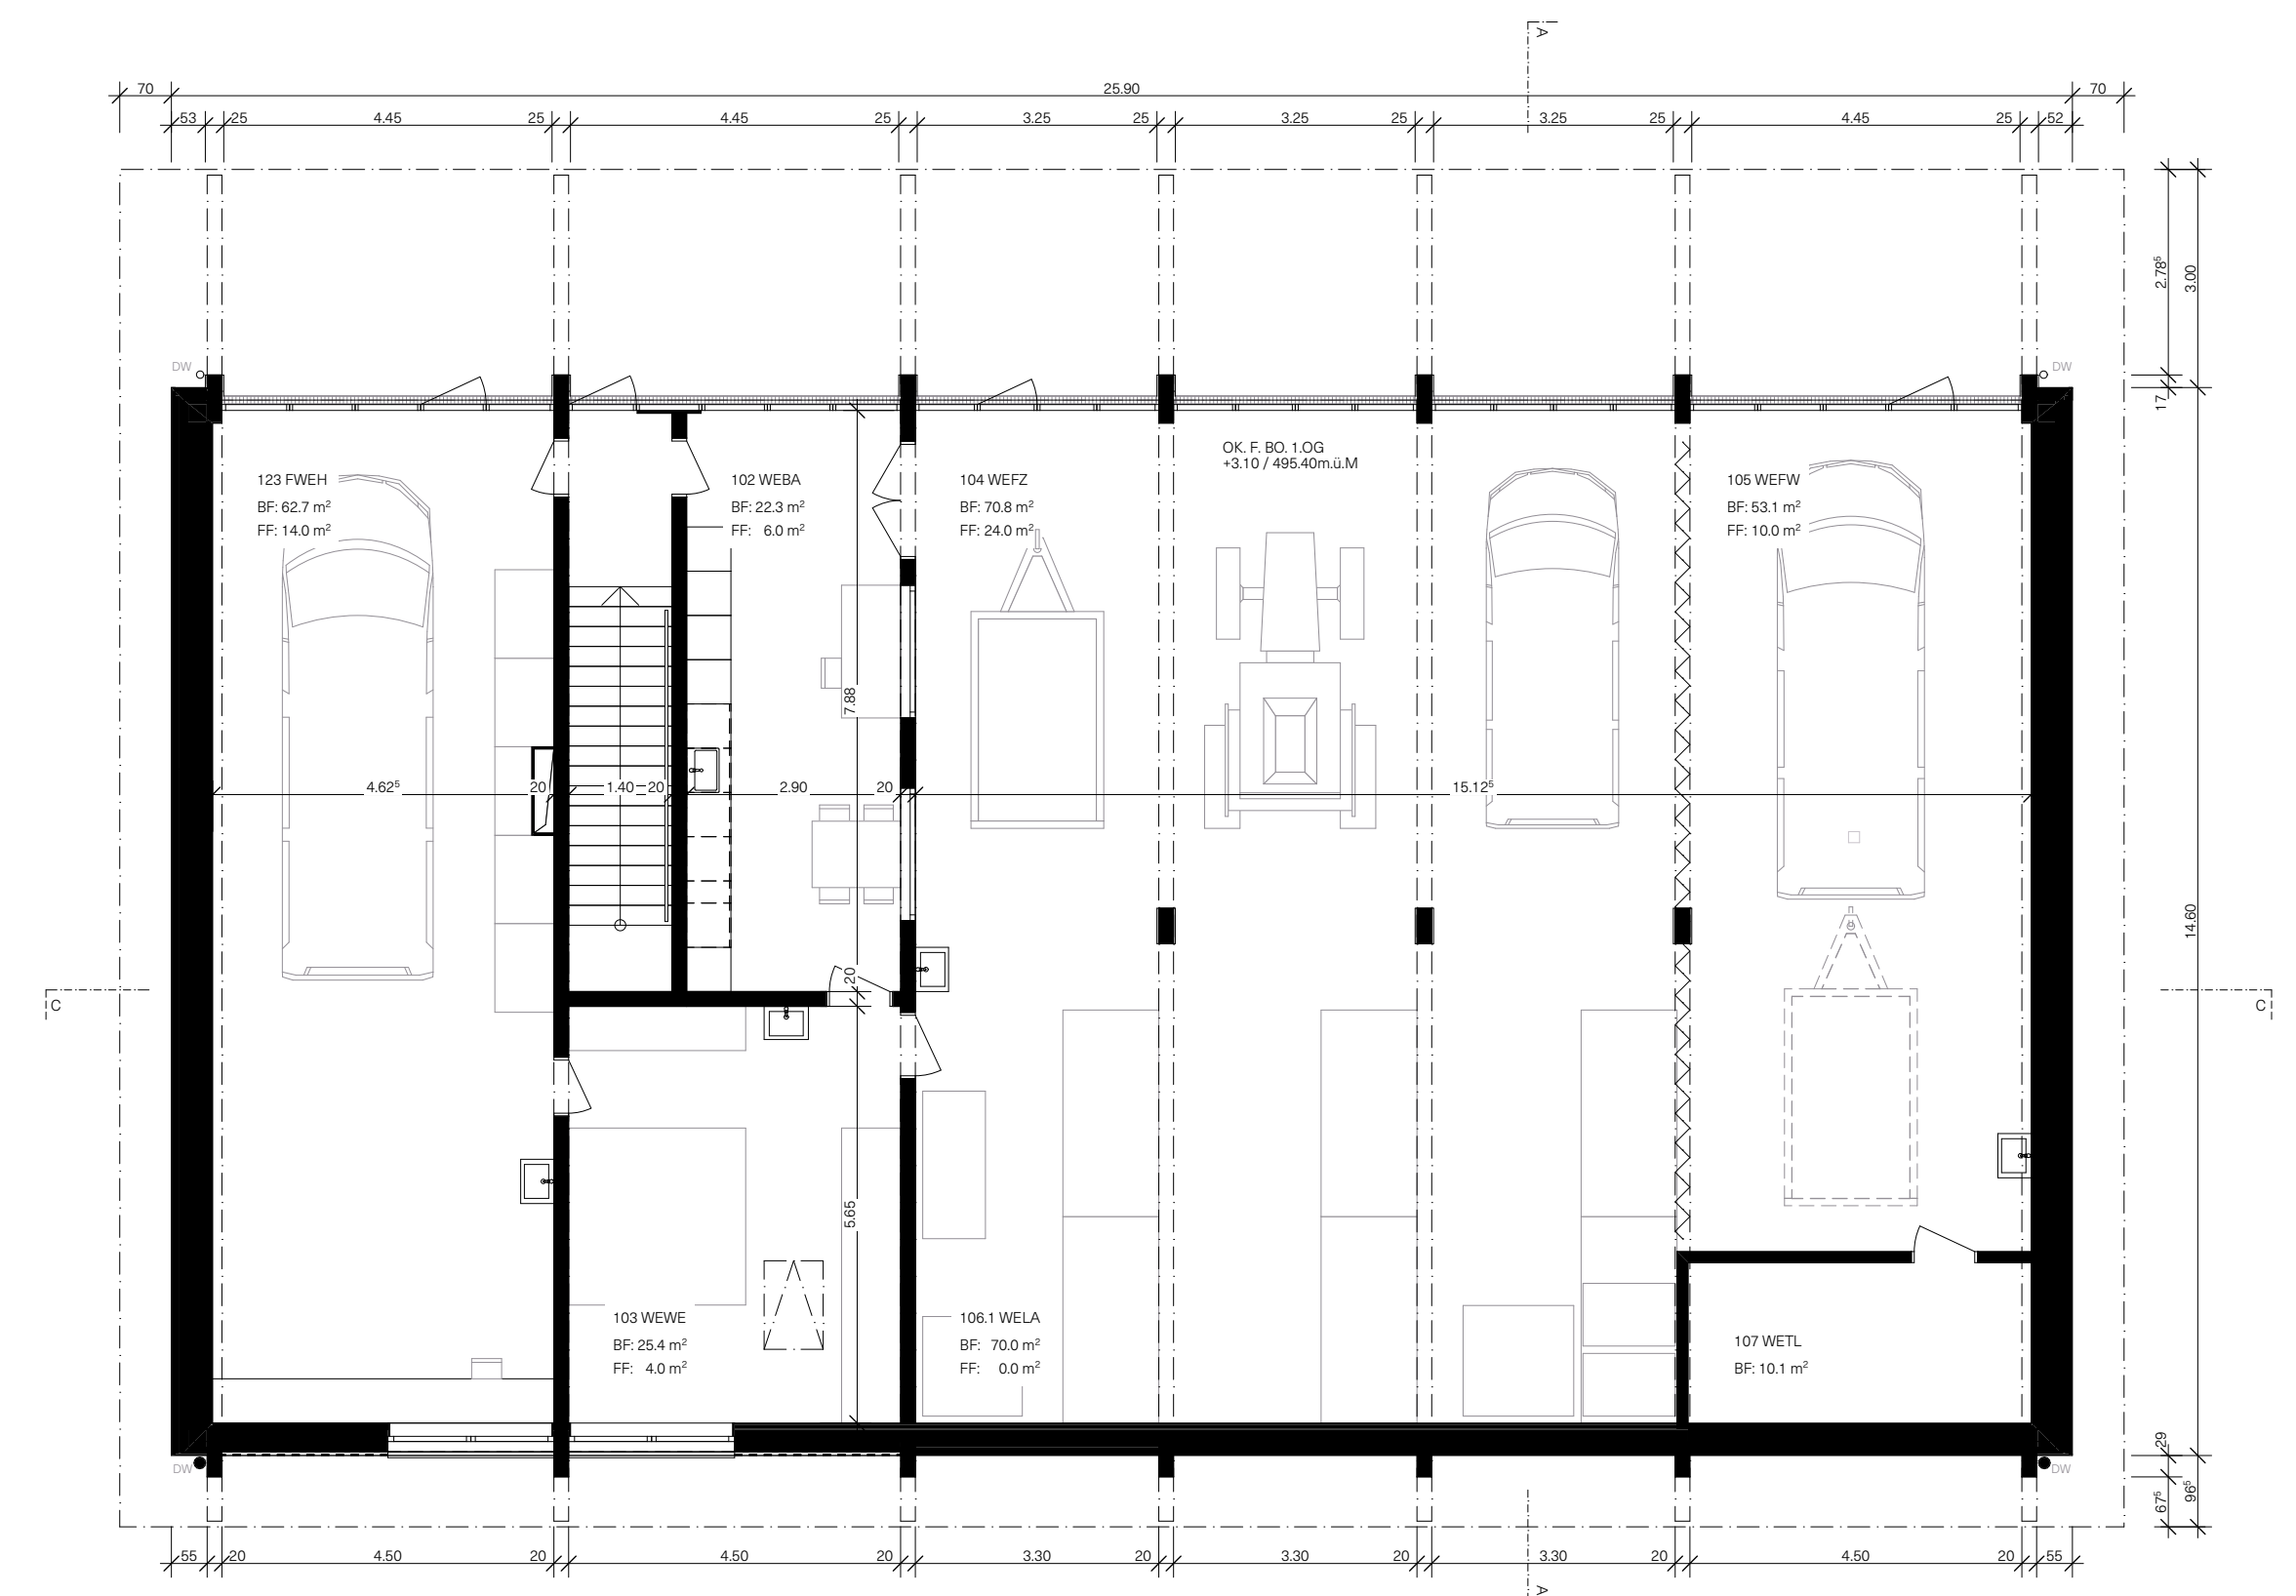 A
70 25.90 70
53 25 4.45 25 4.45 25 3.25 25 3.25 25 3.25 25 4.45 25 52
2.78⁵
3.00
DW DW
17
OK. F. BO. 1.OG
+3.10 / 495.40m.ü.M
123 FWEH
BF: 62.7 m²
FF: 14.0 m²
102 WEBA
BF: 22.3 m²
FF: 6.0 m²
104 WEFZ
BF: 70.8 m²
FF: 24.0 m²
105 WEFW
BF: 53.1 m²
FF: 10.0 m²
7.88
4.62⁵ 20 1.40 20 2.90 20 15.12⁵
14.60
20
C C
5.65
103 WEWE
BF: 25.4 m²
FF: 4.0 m²
106.1 WELA
BF: 70.0 m²
FF: 0.0 m²
107 WETL
BF: 10.1 m²
29
DW DW
67⁵
96⁵
55 20 4.50 20 4.50 20 3.30 20 3.30 20 3.30 20 4.50 20 55
A